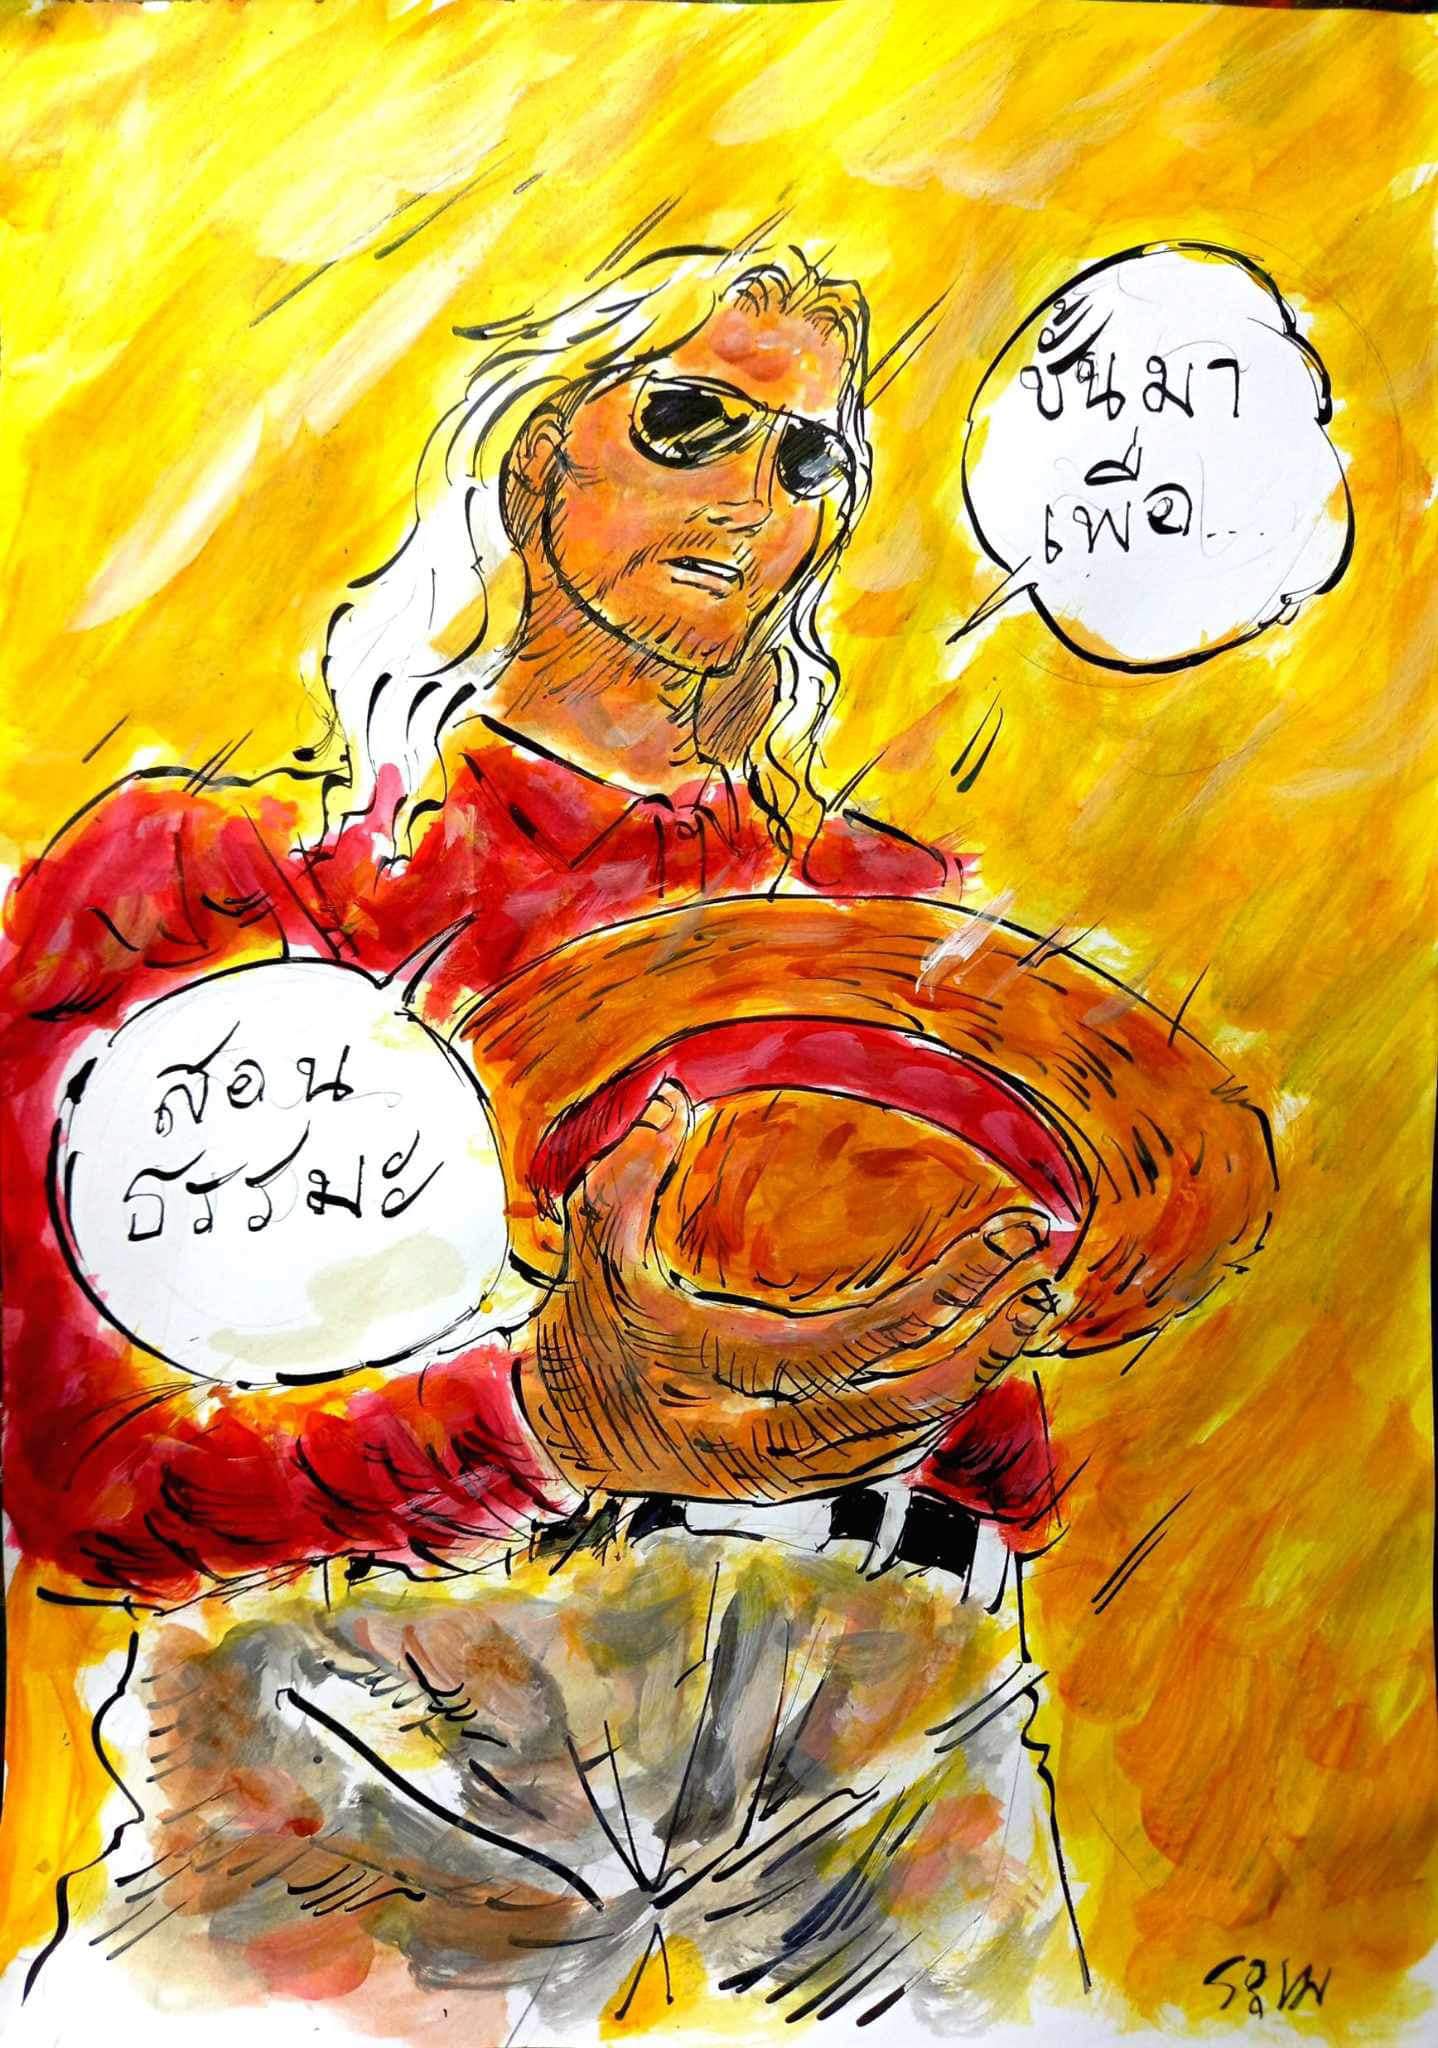 ชั้นมา
เพื่อ...
สอน
ธรรมะ